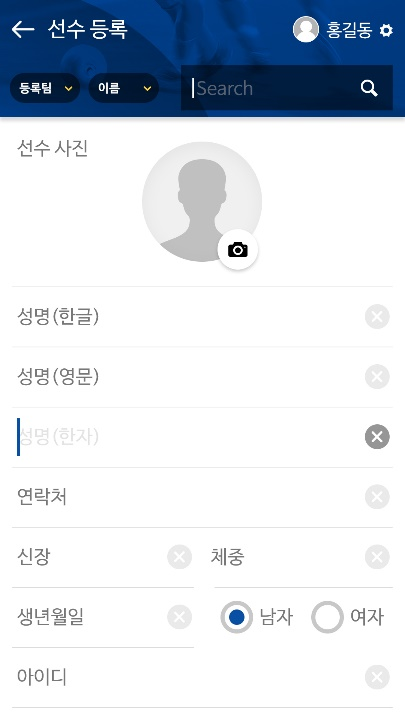 선수 등록
홍길동
등록팀
이름
Search
선수 사진
성명(한글)
성명(영문)
성명(한자)
연락처
신장 체중
생년월일 남자 여자
아이디